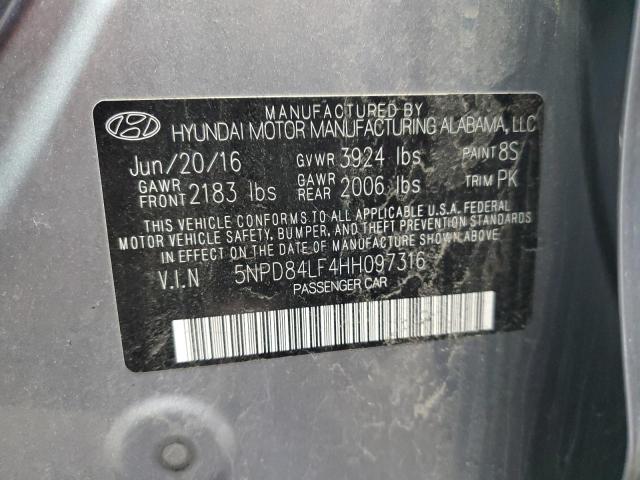 MANUFACTURED BY
HYUNDAI MOTOR MANUFACTURING ALABAMA, LLC
Jun/20/16 GVWR 3924 lbs PAINT 8S
GAWR FRONT 2183 lbs GAWR REAR 2006 lbs TRIM PK
THIS VEHICLE CONFORMS TO ALL APPLICABLE U.S.A. FEDERAL
MOTOR VEHICLE SAFETY, BUMPER, AND THEFT PREVENTION STANDARDS
IN EFFECT ON THE DATE OF MANUFACTURE SHOWN ABOVE.
V.I.N 5NPD84LF4HH097316
PASSENGER CAR